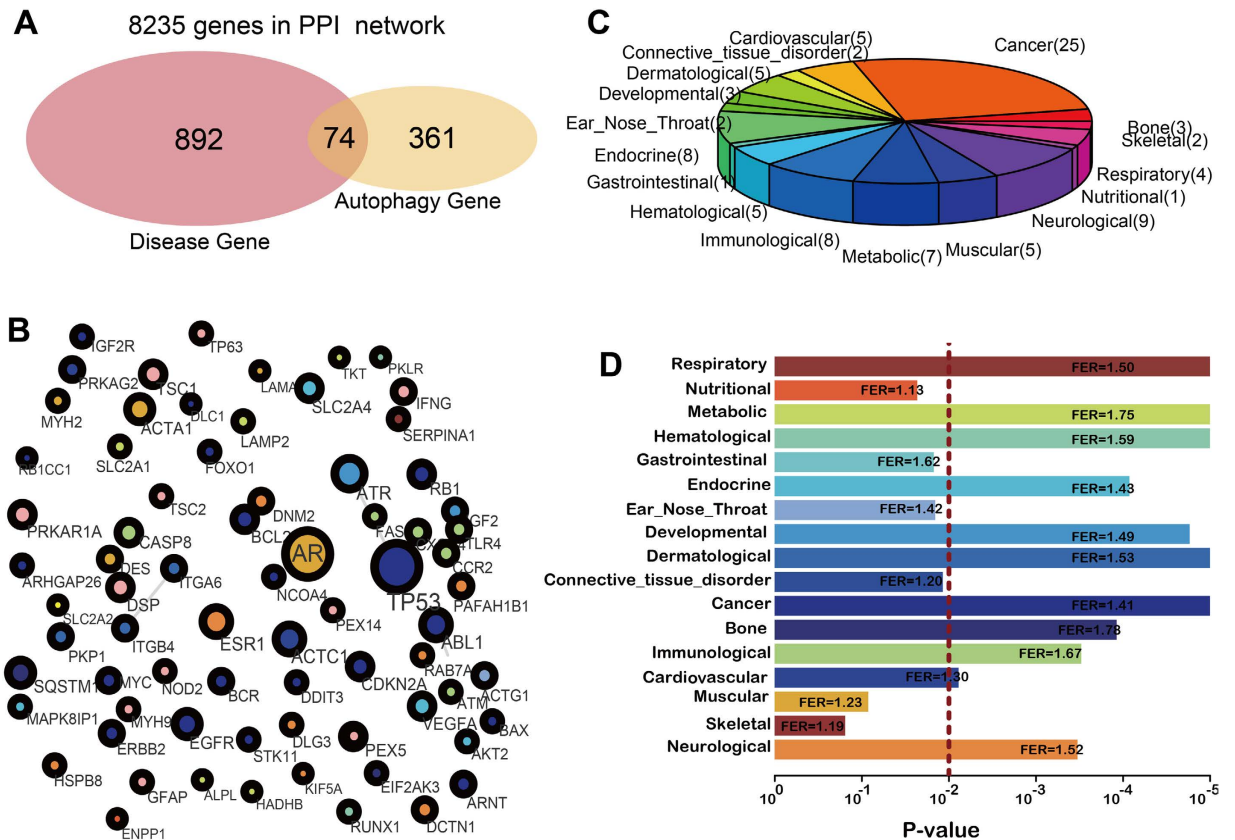 A
8235 genes in PPI network
892
74
361
Autophagy Gene
Disease Gene
C
Cardiovascular(5)
Connective_tissue_disorder(2)
Cancer(25)
Dermatological(5)
Developmental(3)
Ear_Nose_Throat(2)
Bone(3)
Skeletal(2)
Endocrine(8)
Respiratory(4)
Gastrointestinal(1)
Nutritional(1)
Hematological(5)
Neurological(9)
Immunological(8)
Metabolic(7)
Muscular(5)
B
IGF2R
TP63
PRKAG2
TSC1
LAMA
TKT
PKLR
MYH2
ACTA1
DLC1
SLC2A4
IFNG
LAMP2
SERPINA1
RB1CC1
SLC2A1
FOXO1
ATR
RB1
TSC2
DNM2
PRKAR1A
BCL2
FAS
GF2
CASP8
AR
CX
4
TLR4
DES
CCR2
ARHGAP26
ITGA6
NCOA4
TP53
PAFAH1B1
DSP
SLC2A2
PEX14
ITGB4
ESR1
ABL1
PKP1
ACTC1
RAB7A
SQSTM1
MYC
NOD2
BCR
DDIT3
CDKN2A
ACTG1
ATM
MAPK8IP1
MYH9
VEGFA
BAX
ERBB2
EGFR
STK11
DLG3
PEX5
AKT2
HSPB8
GFAP
ALPL
HADHB
KIF5A
EIF2AK3
ARNT
ENPP1
RUNX1
DCTN1
D
Respiratory FER=1.50
Nutritional FER=1.13
Metabolic FER=1.75
Hematological FER=1.59
Gastrointestinal FER=1.62
Endocrine FER=1.43
Ear_Nose_Throat FER=1.42
Developmental FER=1.49
Dermatological FER=1.53
Connective_tissue_disorder FER=1.20
Cancer FER=1.41
Bone FER=1.78
Immunological FER=1.67
Cardiovascular FER=1.30
Muscular FER=1.23
Skeletal FER=1.19
Neurological FER=1.52
10^0 10^-1 10^-2 10^-3 10^-4 10^-5
P-value